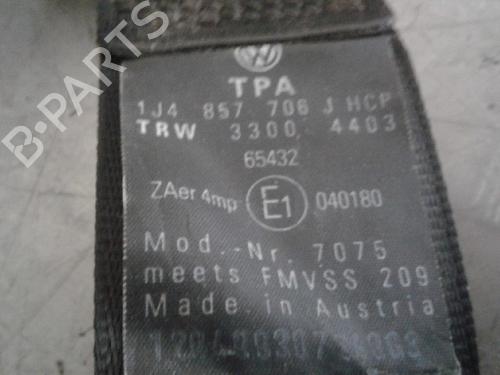 TPA
1J4 857 706 J HCP
TRW 3300 4403
65432
ZAer 4mp E1 040180
Mod.-Nr. 7075
meets FMVSS 209
Made in Austria